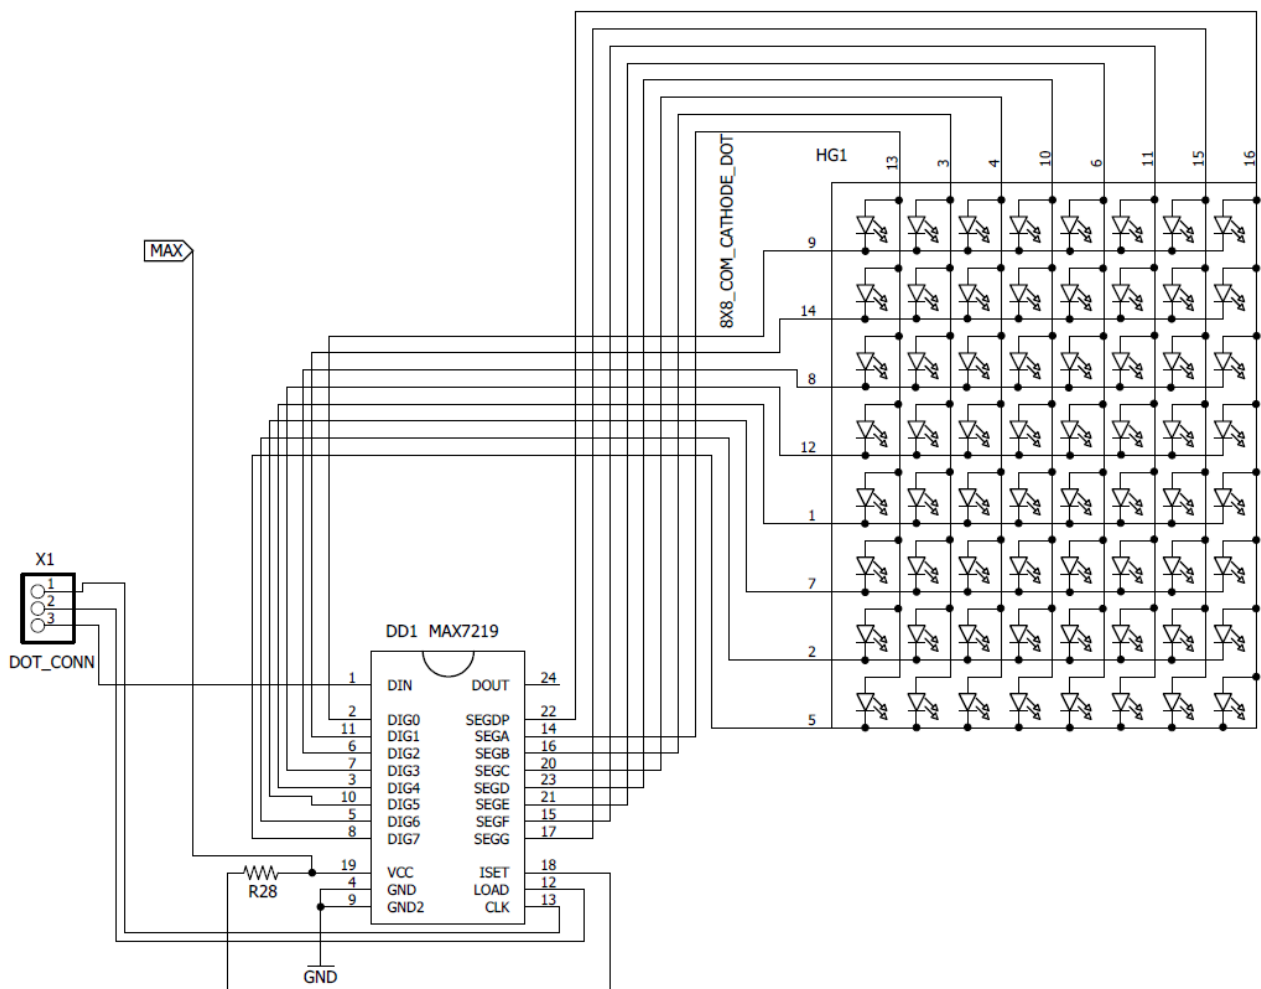 HG1
8X8_COM_CATHODE_DOT
13 3 4 10 6 11 15 16
9
14
8
12
1
7
2
5
MAX
X1
1
2
3
DOT_CONN
DD1 MAX7219
1 DIN DOUT 24
2 DIG0 SEGDP 22
11 DIG1 SEGA 14
6 DIG2 SEGB 16
7 DIG3 SEGC 20
3 DIG4 SEGD 23
10 DIG5 SEGE 21
5 DIG6 SEGF 15
8 DIG7 SEGG 17
19 VCC ISET 18
4 GND LOAD 12
9 GND2 CLK 13
R28
GND